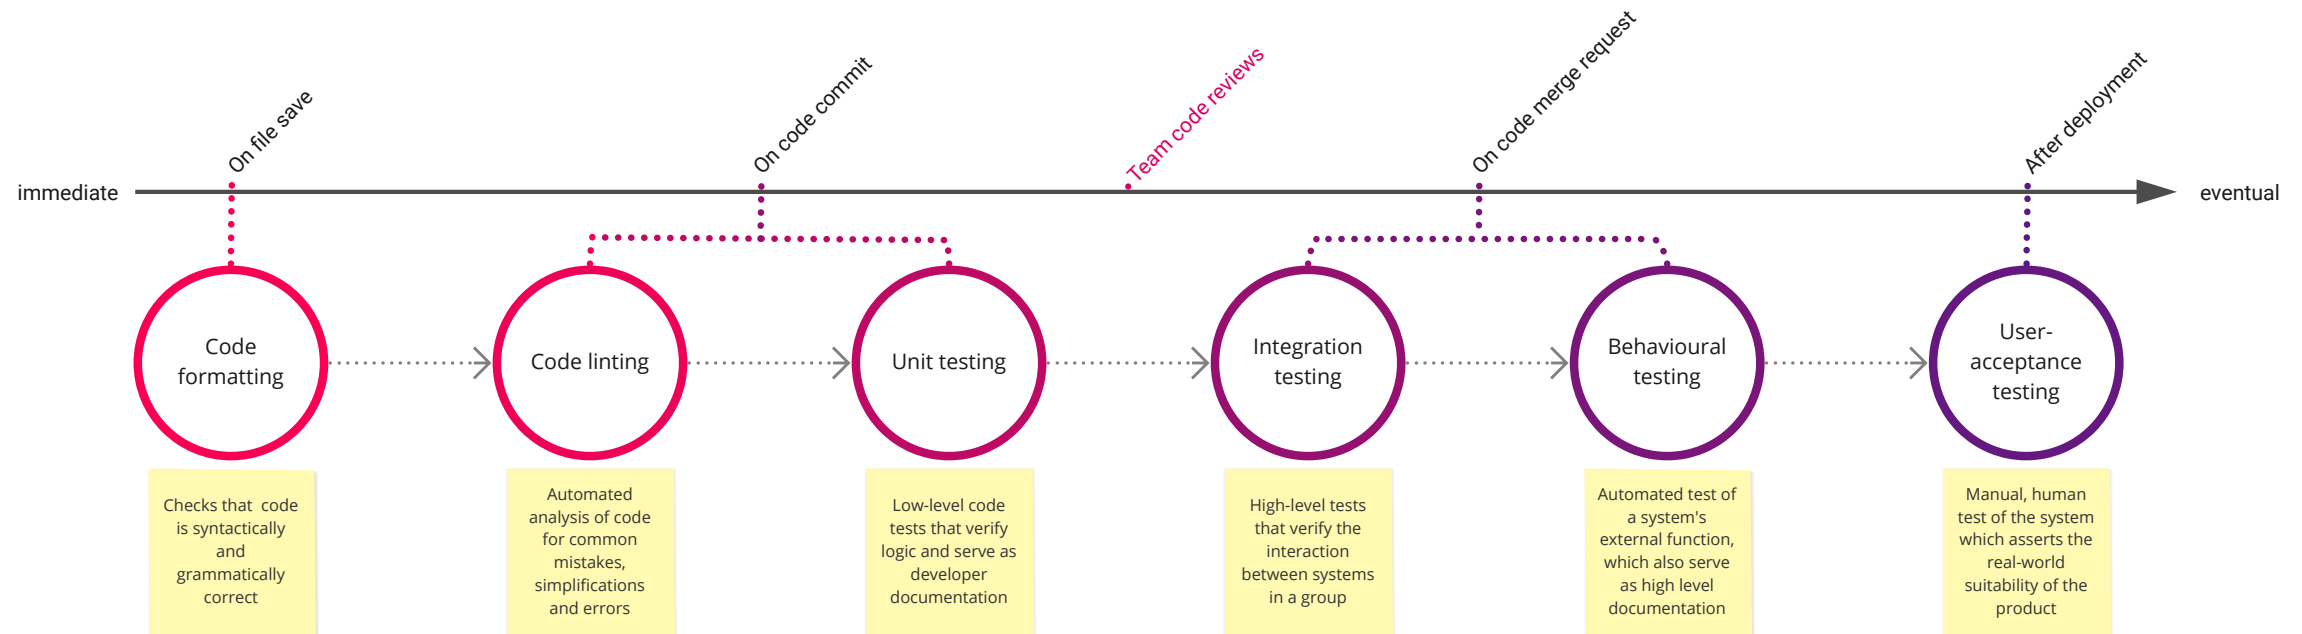 On file save
On code commit
Team code reviews
On code merge request
After deployment
immediate
eventual
Code
formatting
Code linting
Unit testing
Integration
testing
Behavioural
testing
User-
acceptance
testing
Checks that code
is syntactically
and
grammatically
correct
Automated
analysis of code
for common
mistakes,
simplifications
and errors
Low-level code
tests that verify
logic and serve as
developer
documentation
High-level tests
that verify the
interaction
between systems
in a group
Automated test of
a system's
external function,
which also serve
as high level
documentation
Manual, human
test of the system
which asserts the
real-world
suitability of the
product